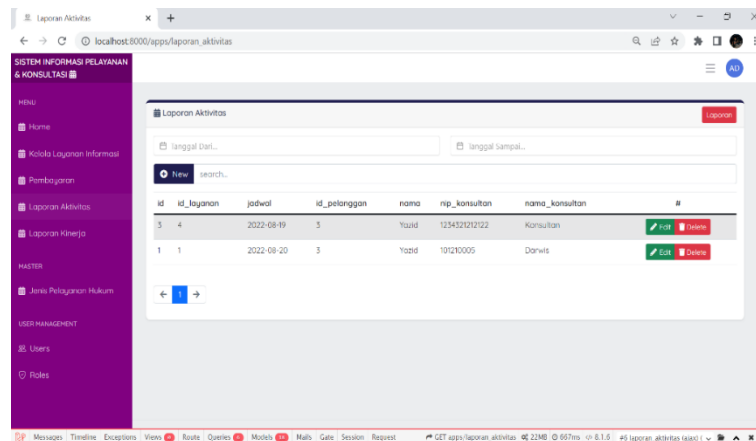 Laporan Aktivitas
localhost:8000/apps/laporan_aktivitas
SISTEM INFORMASI PELAYANAN
& KONSULTASI
AD
MENU
Home
Kelola Layanan Informasi
Pembayaran
Laporan Aktivitas
Laporan Kinerja
MASTER
Jenis Pelayanan Hukum
USER MANAGEMENT
Users
Roles
Laporan Aktivitas
Laporan
Tanggal Dari...
Tanggal Sampai...
New search...
id id_layanan jadwal id_pelanggan nama nip_konsultan nama_konsultan #
3 4 2022-08-19 3 Yazid 1234321212122 Konsultan Edit Delete
1 1 2022-08-20 3 Yazid 101210005 Darwis Edit Delete
← 1 →
Messages Timeline Exceptions Views Route Queries Models Mails Gate Session Request GET apps/laporan_aktivitas 22MB 667ms 8.1.6 #6 laporan_aktivitas (ajax)